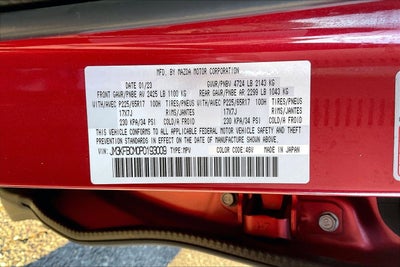 MFD. BY MAZDA MOTOR CORPORATION
DATE 01/23 GVWR/PNBV 4724 LB 2143 KG
FRONT GAWR/PNBE AV 2425 LB 1100 KG REAR GAWR/PNBE AR 2299 LB 1043 KG
WITH/AVEC P225/65R17 100H TIRES/PNEUS WITH/AVEC P225/65R17 100H TIRES/PNEUS
17X7J RIMS/JANTES 17X7J RIMS/JANTES
230 KPA/34 PSI COLD/A FROID 230 KPA/34 PSI COLD/A FROID
THIS VEHICLE CONFORMS TO ALL APPLICABLE FEDERAL MOTOR VEHICLE SAFETY AND THEFT
PREVENTION STANDARDS IN EFFECT ON THE DATE OF MANUFACTURE SHOWN ABOVE.
VIN: JM3KFBCM0P0193009 TYPE:MPV COLOR CODE:46V MADE IN JAPAN